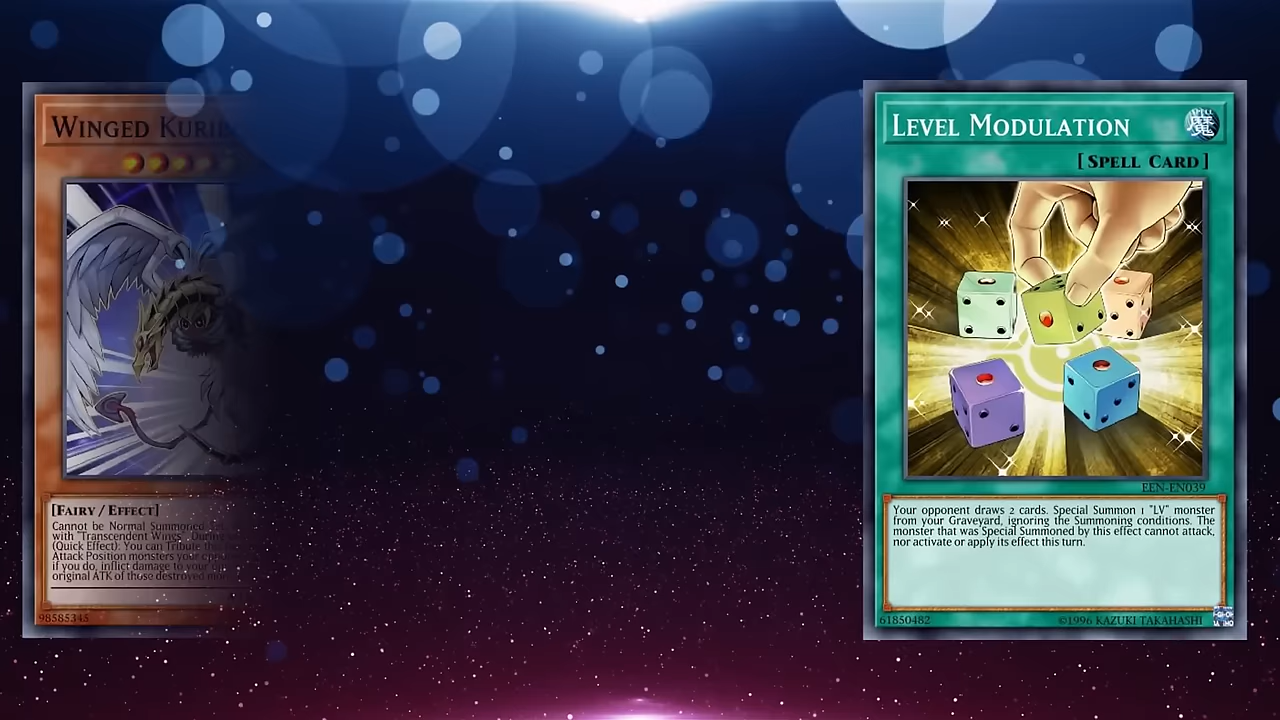 WINGED KURI
[FAIRY / EFFECT]
Cannot be Normal Summoned
with "Transcendent Wings". During
(Quick Effect): You can Tribute
Attack Position monsters your
if you do, inflict damage to your
original ATK of those destroyed
98585345
LEVEL MODULATION
魔
[SPELL CARD]
EEN-EN039
Your opponent draws 2 cards. Special Summon 1 "LV" monster
from your Graveyard, ignoring the Summoning conditions. The
monster that was Special Summoned by this effect cannot attack,
nor activate or apply its effect this turn.
61850482
©1996 KAZUKI TAKAHASHI